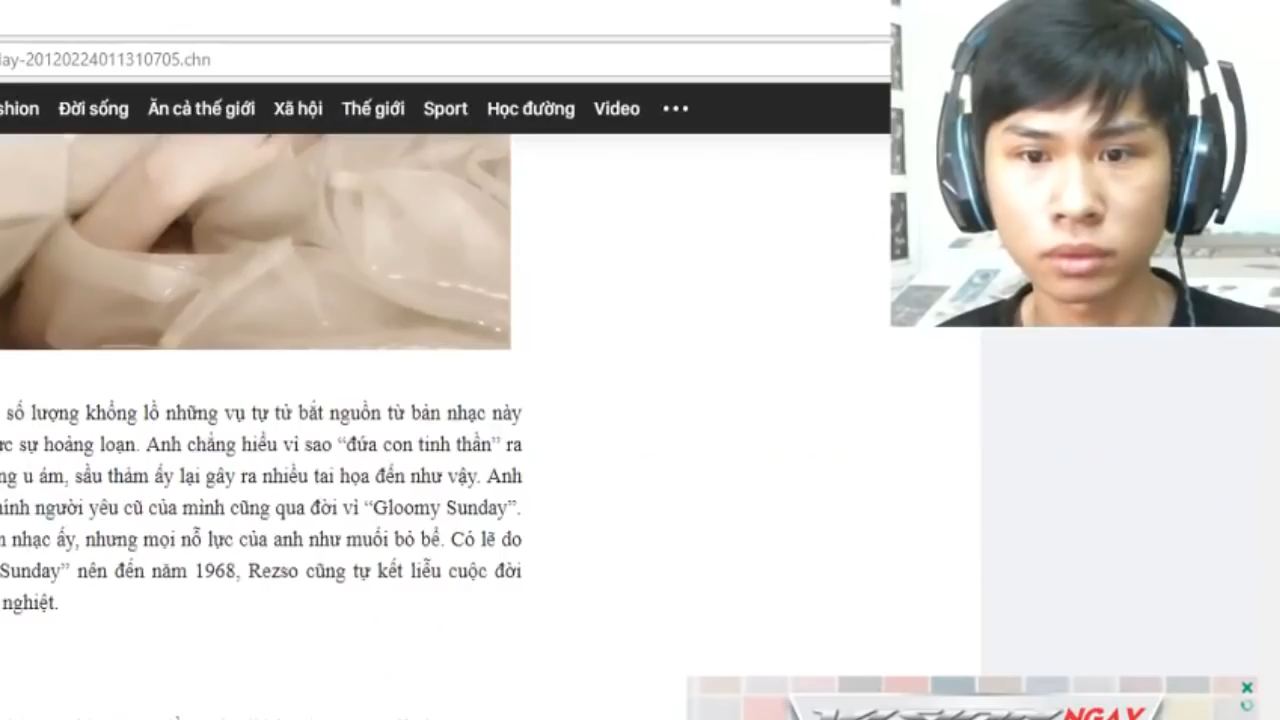 lay-20120224011310705.chn
shion Đời sống Ăn cả thế giới Xã hội Thế giới Sport Học đường Video •••
số lượng khổng lồ những vụ tự tử bắt nguồn từ bản nhạc này
ực sự hoảng loạn. Anh chẳng hiểu vì sao “đứa con tinh thần” ra
ng u ám, sầu thảm ấy lại gây ra nhiều tai họa đến như vậy. Anh
hính người yêu cũ của mình cũng qua đời vì “Gloomy Sunday”.
n nhạc ấy, nhưng mọi nỗ lực của anh như muối bỏ bể. Có lẽ do
Sunday” nên đến năm 1968, Rezso cũng tự kết liễu cuộc đời
nghiệt.
NGAY